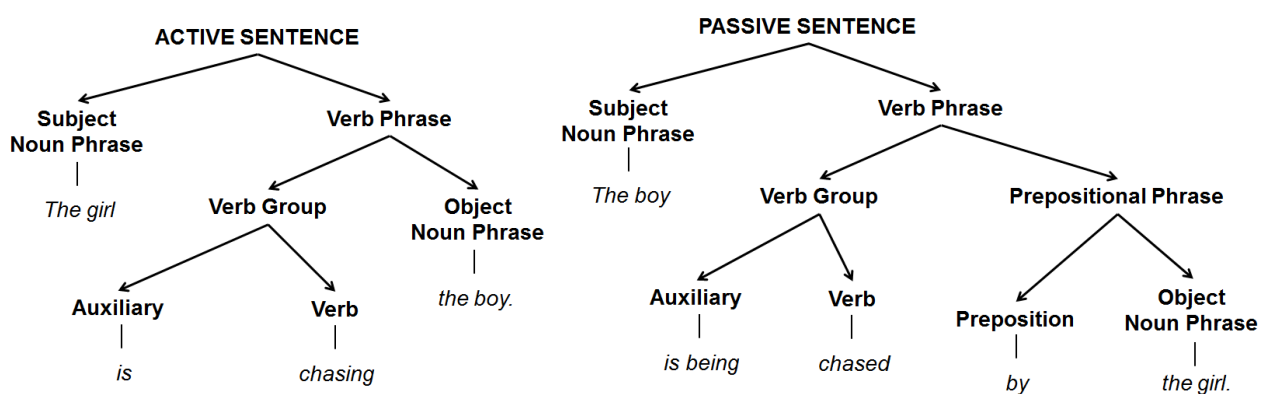 ACTIVE SENTENCE
Subject
Noun Phrase
Verb Phrase
The girl
Verb Group
Object
Noun Phrase
Auxiliary
Verb
the boy.
is
chasing
PASSIVE SENTENCE
Subject
Noun Phrase
Verb Phrase
The boy
Verb Group
Prepositional Phrase
Auxiliary
Verb
Preposition
Object
Noun Phrase
is being
chased
by
the girl.